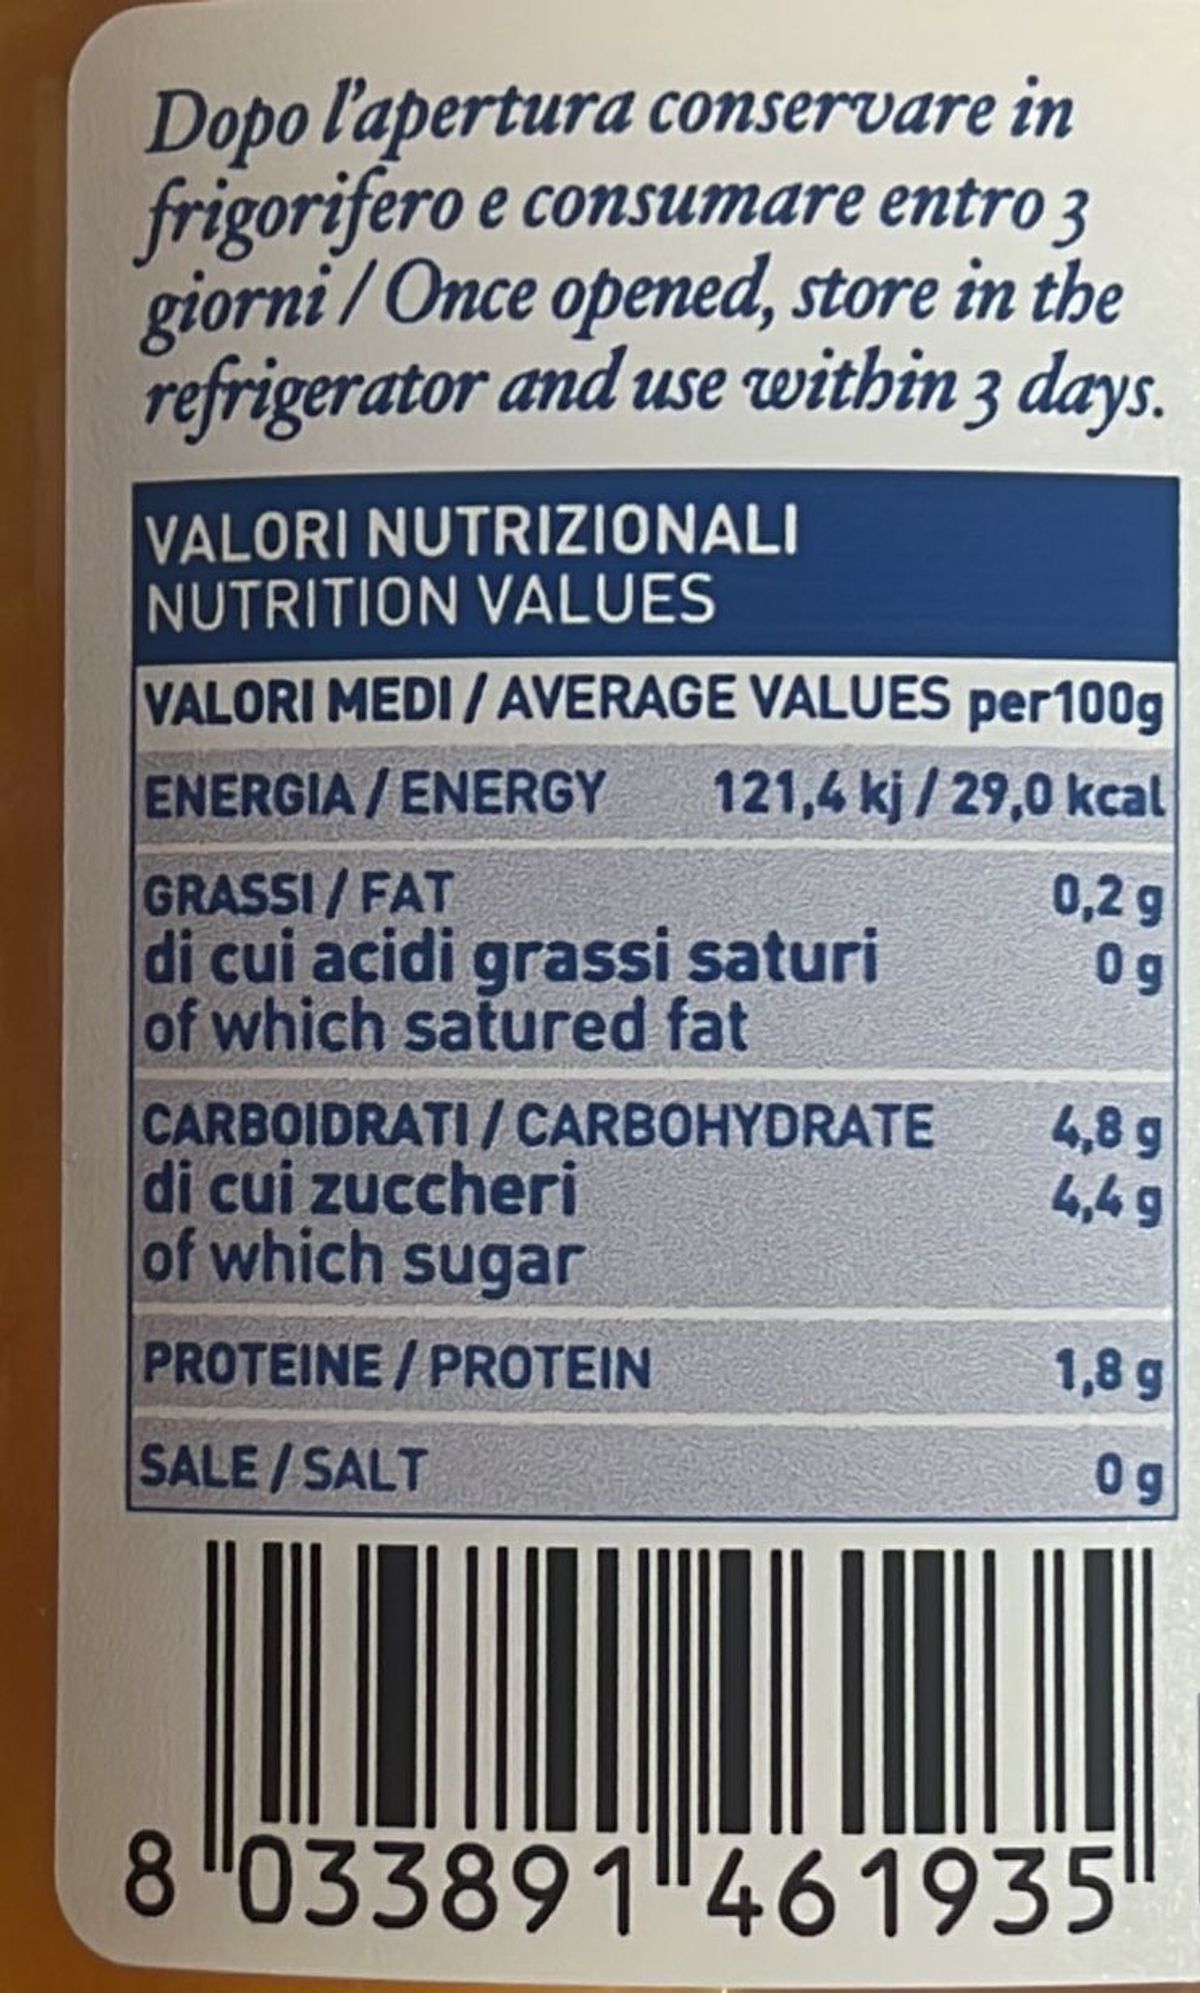 Dopo l'apertura conservare in
frigorifero e consumare entro 3
giorni / Once opened, store in the
refrigerator and use within 3 days.
VALORI NUTRIZIONALI
NUTRITION VALUES
VALORI MEDI / AVERAGE VALUES per100g
ENERGIA / ENERGY 121,4 kj / 29,0 kcal
GRASSI / FAT 0,2 g
di cui acidi grassi saturi 0 g
of which satured fat
CARBOIDRATI / CARBOHYDRATE 4,8 g
di cui zuccheri 4,4 g
of which sugar
PROTEINE / PROTEIN 1,8 g
SALE / SALT 0 g
8 033891 461935